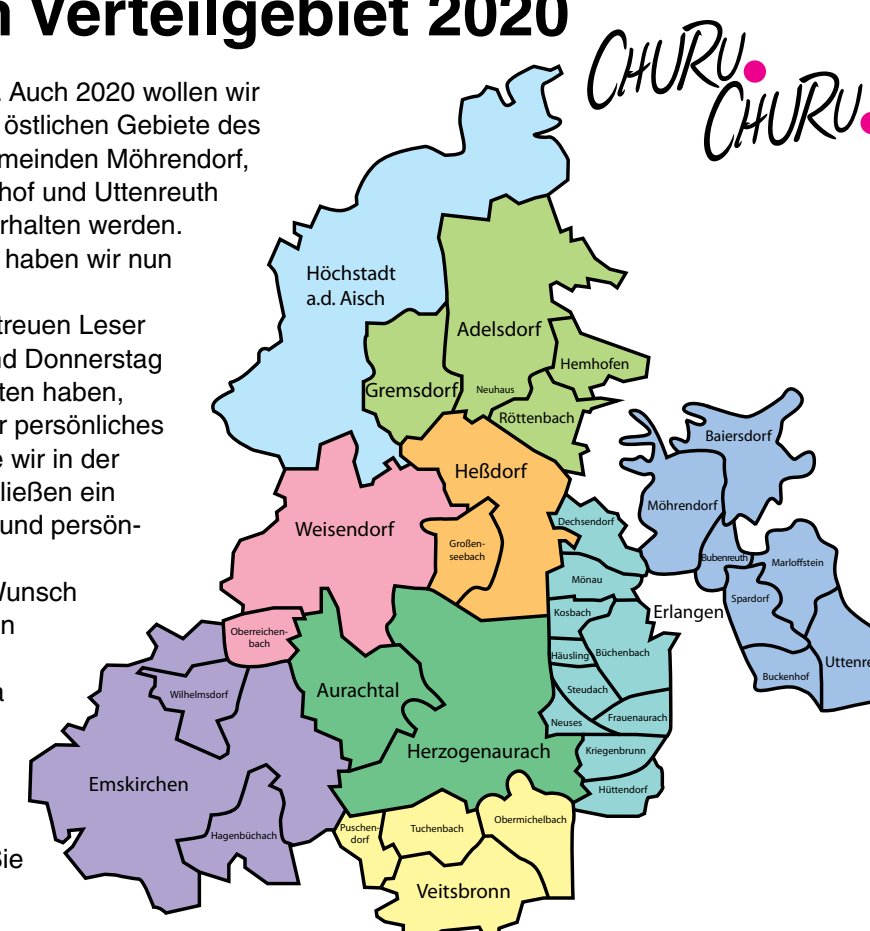 n Verteilgebiet 2020
CHURU.
CHURU.
. Auch 2020 wollen wir
östlichen Gebiete des
meinden Möhrendorf,
hof und Uttenreuth
rhalten werden.
haben wir nun
treuen Leser
nd Donnerstag
ten haben,
r persönliches
e wir in der
ließen ein
und persön-
Wunsch
n
a
Sie
Höchstadt
a.d. Aisch
Adelsdorf
Hemhofen
Gremsdorf
Neuhaus
Röttenbach
Baiersdorf
Heßdorf
Möhrendorf
Weisendorf
Dechsendorf
Großen-
seebach
Bubenreuth
Marloffstein
Mönau
Spardorf
Kosbach
Erlangen
Oberreichen-
bach
Häusling
Büchenbach
Uttenre
Buckenhof
Wilhelmsdorf
Aurachtal
Steudach
Neuses
Frauenaurach
Herzogenaurach
Kriegenbrunn
Emskirchen
Hüttendorf
Hagenbüchach
Puschen-
dorf
Tuchenbach
Obermichelbach
Veitsbronn